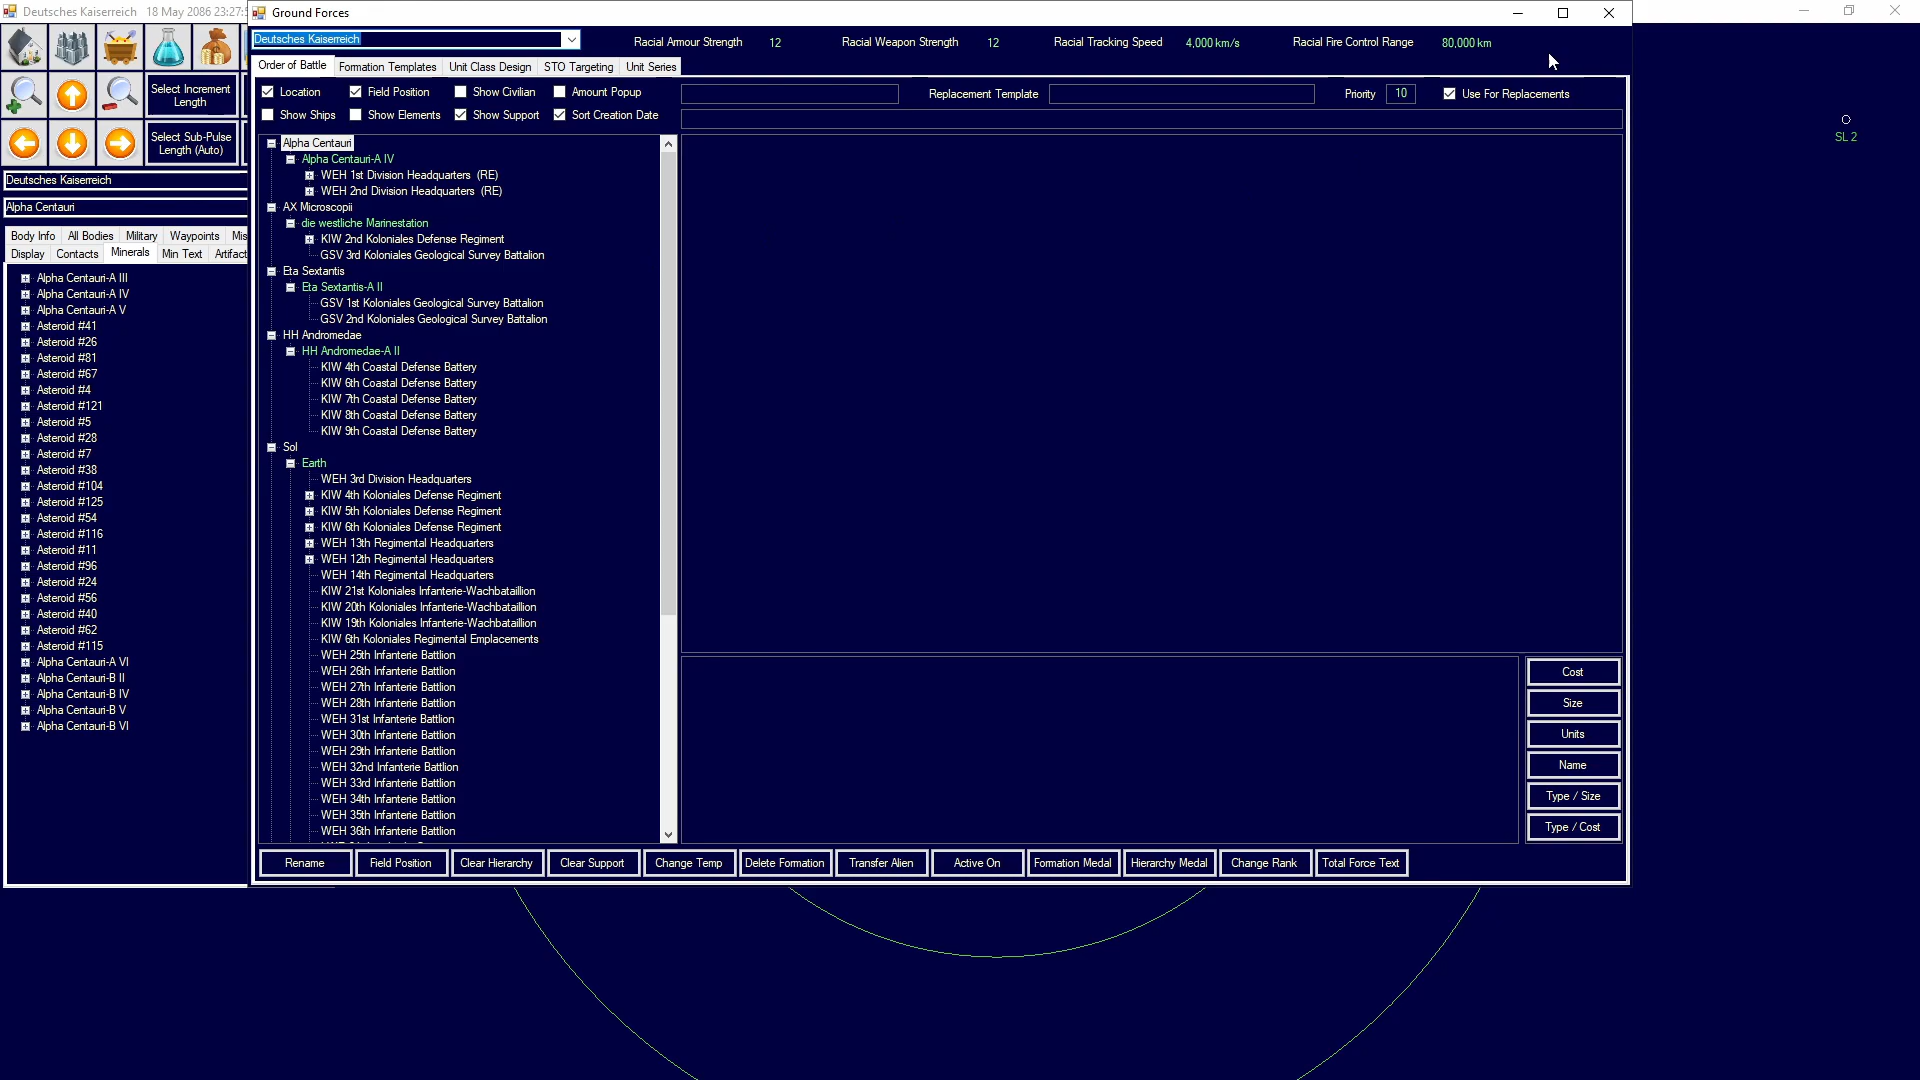 Deutsches Kaiserreich 18 May 2086 23:27:
Ground Forces
Deutsches Kaiserreich
Racial Armour Strength 12 Racial Weapon Strength 12 Racial Tracking Speed 4,000 km/s Racial Fire Control Range 80,000 km
Order of Battle Formation Templates Unit Class Design STO Targeting Unit Series
Location Field Position Show Civilian Amount Popup
Replacement Template Priority 10 Use For Replacements
Show Ships Show Elements Show Support Sort Creation Date
Select Increment
Length
Select Sub-Pulse
Length (Auto)
Deutsches Kaiserreich
Alpha Centauri
Body Info All Bodies Military Waypoints Mis
Display Contacts Minerals Min Text Artifact
Alpha Centauri-A III
Alpha Centauri-A IV
Alpha Centauri-A V
Asteroid #41
Asteroid #26
Asteroid #81
Asteroid #67
Asteroid #4
Asteroid #121
Asteroid #5
Asteroid #28
Asteroid #7
Asteroid #38
Asteroid #104
Asteroid #125
Asteroid #54
Asteroid #116
Asteroid #11
Asteroid #96
Asteroid #24
Asteroid #56
Asteroid #40
Asteroid #62
Asteroid #115
Alpha Centauri-A VI
Alpha Centauri-B II
Alpha Centauri-B IV
Alpha Centauri-B V
Alpha Centauri-B VI
Alpha Centauri
Alpha Centauri-A IV
WEH 1st Division Headquarters (RE)
WEH 2nd Division Headquarters (RE)
AX Microscopii
die westliche Marinestation
KIW 2nd Koloniales Defense Regiment
GSV 3rd Koloniales Geological Survey Battalion
Eta Sextantis
Eta Sextantis-A II
GSV 1st Koloniales Geological Survey Battalion
GSV 2nd Koloniales Geological Survey Battalion
HH Andromedae
HH Andromedae-A II
KIW 4th Coastal Defense Battery
KIW 6th Coastal Defense Battery
KIW 7th Coastal Defense Battery
KIW 8th Coastal Defense Battery
KIW 9th Coastal Defense Battery
Sol
Earth
WEH 3rd Division Headquarters
KIW 4th Koloniales Defense Regiment
KIW 5th Koloniales Defense Regiment
KIW 6th Koloniales Defense Regiment
WEH 13th Regimental Headquarters
WEH 12th Regimental Headquarters
WEH 14th Regimental Headquarters
KIW 21st Koloniales Infanterie-Wachbataillion
KIW 20th Koloniales Infanterie-Wachbataillion
KIW 19th Koloniales Infanterie-Wachbataillion
KIW 6th Koloniales Regimental Emplacements
WEH 25th Infanterie Battlion
WEH 26th Infanterie Battlion
WEH 27th Infanterie Battlion
WEH 28th Infanterie Battlion
WEH 31st Infanterie Battlion
WEH 30th Infanterie Battlion
WEH 29th Infanterie Battlion
WEH 32nd Infanterie Battlion
WEH 33rd Infanterie Battlion
WEH 34th Infanterie Battlion
WEH 35th Infanterie Battlion
WEH 36th Infanterie Battlion
Cost
Size
Units
Name
Type / Size
Type / Cost
Rename Field Position Clear Hierarchy Clear Support Change Temp Delete Formation Transfer Alien Active On Formation Medal Hierarchy Medal Change Rank Total Force Text
SL 2